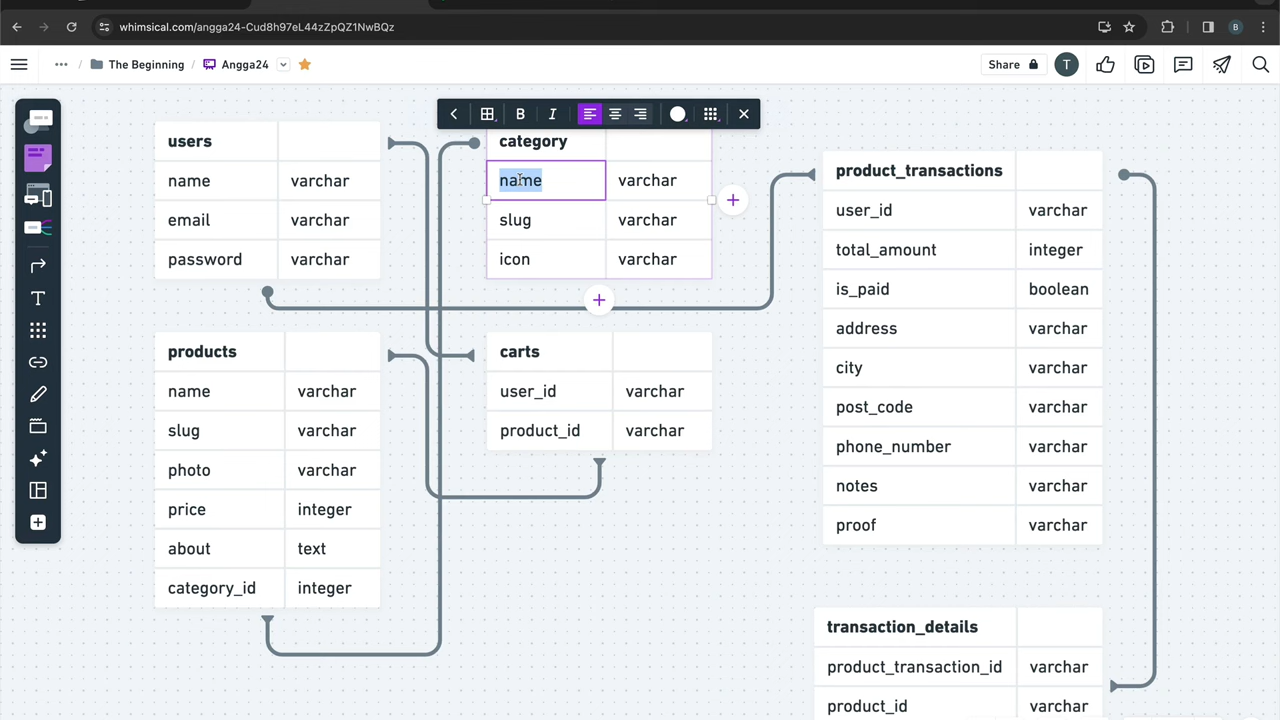 whimsical.com/angga24-Cud8h97eL44zZpQZ1NwBQz
B
... / The Beginning / Angga24
Share
T
B I
users
name varchar
email varchar
password varchar
category
name varchar
slug varchar
icon varchar
products
name varchar
slug varchar
photo varchar
price integer
about text
category_id integer
carts
user_id varchar
product_id varchar
product_transactions
user_id varchar
total_amount integer
is_paid boolean
address varchar
city varchar
post_code varchar
phone_number varchar
notes varchar
proof varchar
transaction_details
product_transaction_id varchar
product_id varchar